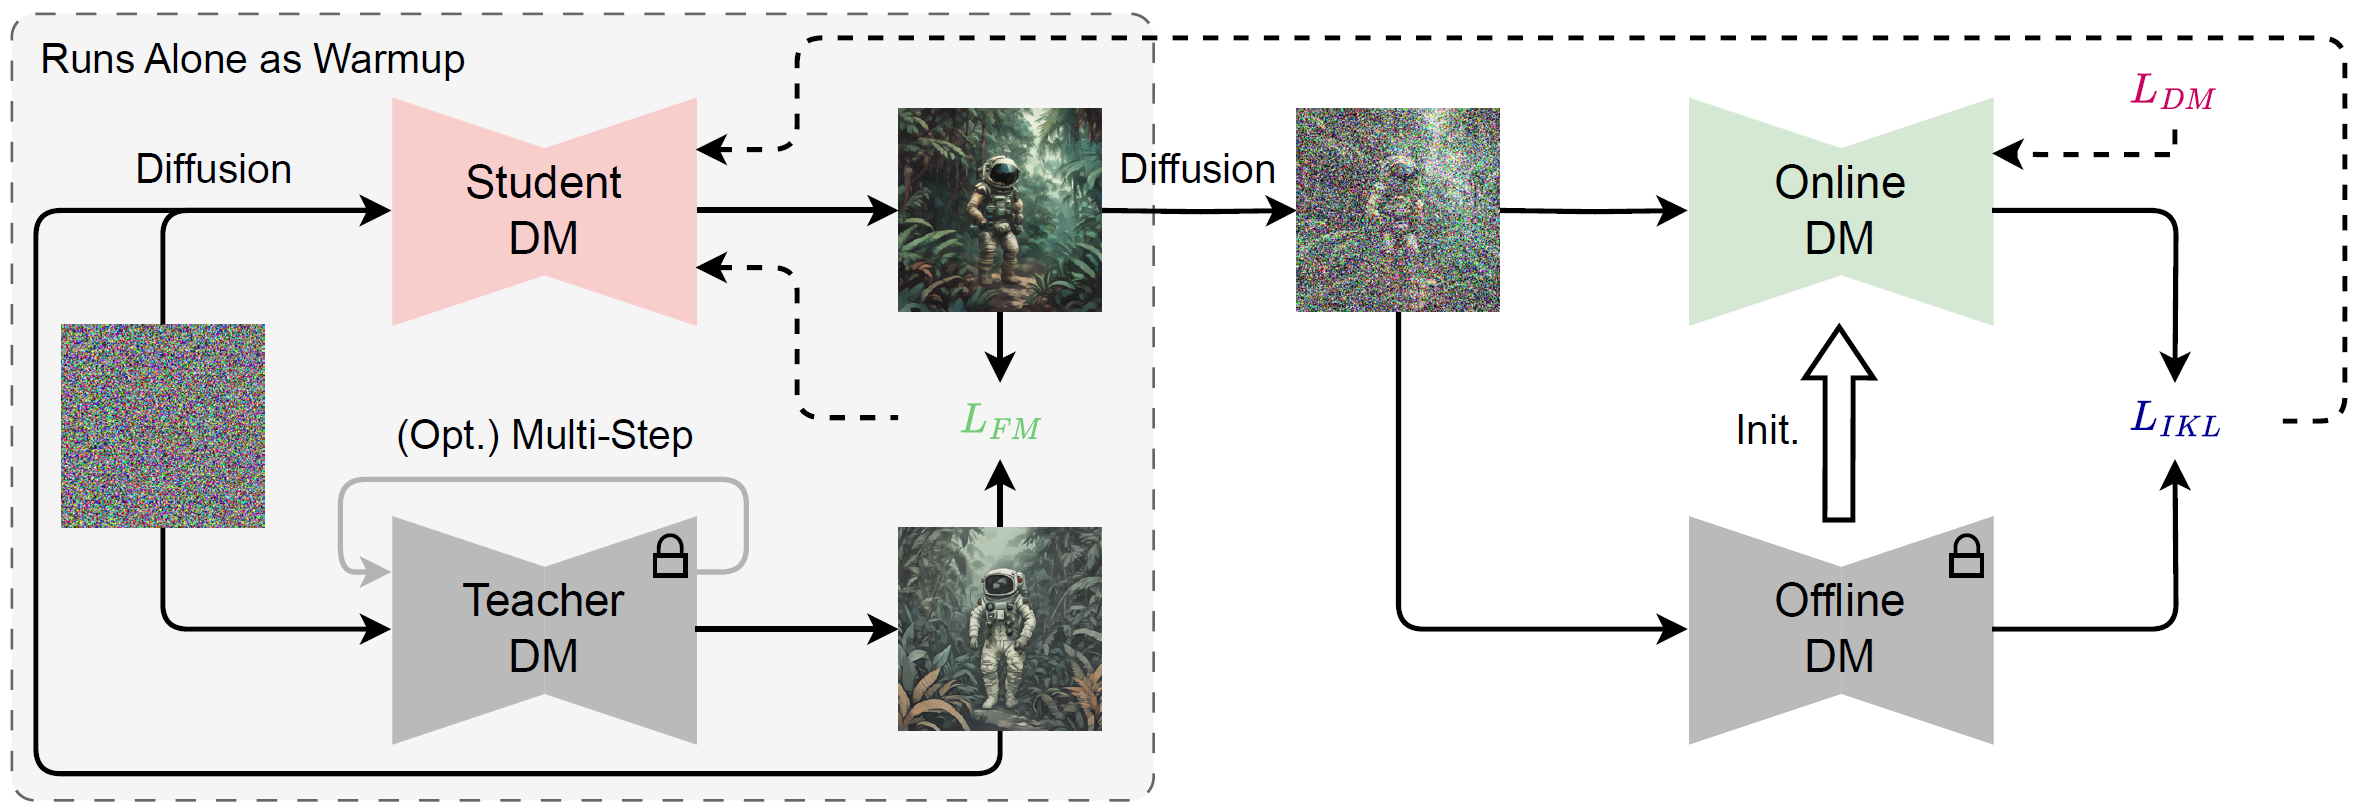 Runs Alone as Warmup
Diffusion
Student
DM
Diffusion
Online
DM
L_{DM}
(Opt.) Multi-Step
L_{FM}
Init.
L_{IKL}
Teacher
DM
Offline
DM